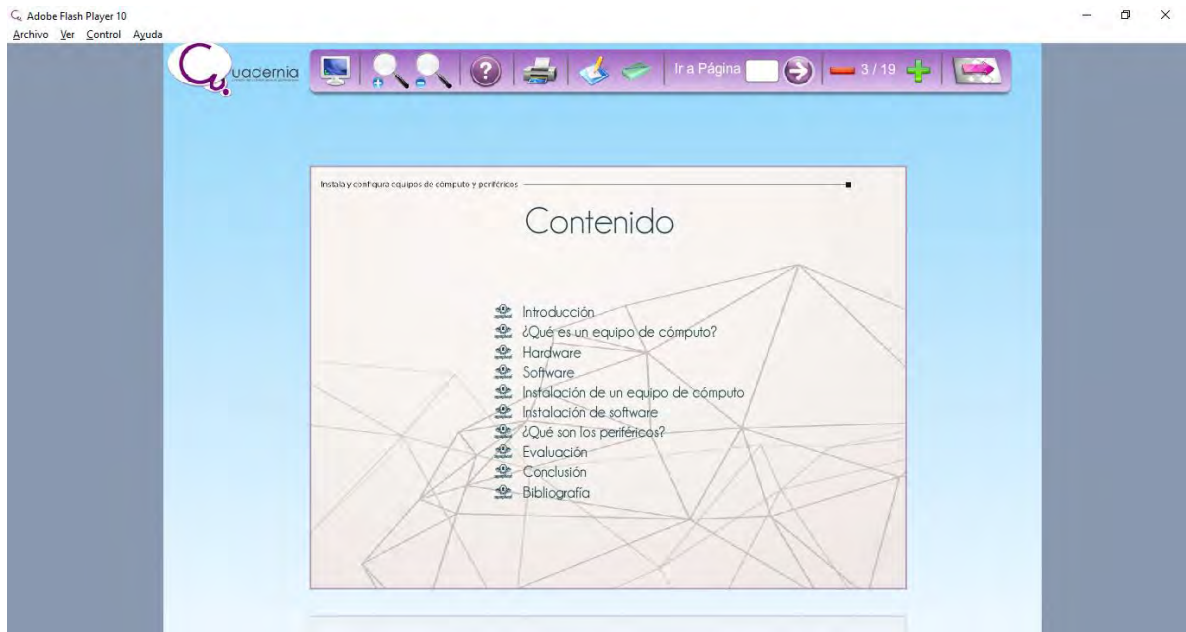 Adobe Flash Player 10
Archivo Ver Control Ayuda
Cuadernia
Ir a Página
3 / 19
Instala y configura equipos de cómputo y periféricos
Contenido
Introducción
¿Qué es un equipo de cómputo?
Hardware
Software
Instalación de un equipo de cómputo
Instalación de software
¿Qué son los periféricos?
Evaluación
Conclusión
Bibliografía